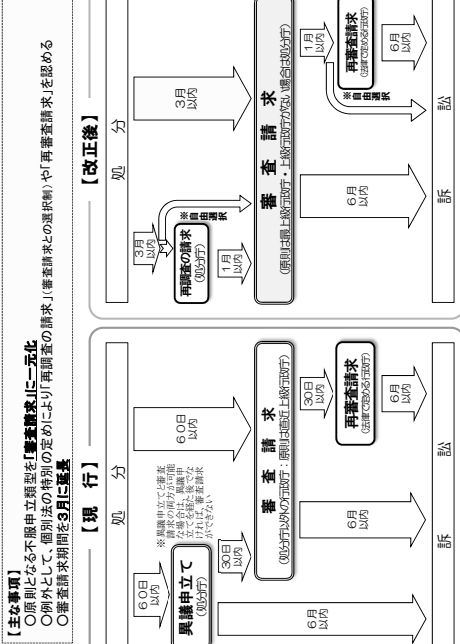 【主な事項】
○原則となる不服申立類型を「審査請求」に一元化
○例外として、個別法の特別の定めにより「再調査の請求」(審査請求との選択制)や「再審査請求」を認める
○審査請求期間を3月に延長
【現 行】
処 分
60日
以内
異議申立て
(処分庁)
※異議申立てと審査
請求の両方が可能
な場合は、異議申
立てを経た後でな
ければ、審査請求
ができない
60日
以内
30日
以内
審 査 請 求
(処分庁以外の行政庁:原則は直近上級行政庁)
30日
以内
再審査請求
(法律で定める行政庁)
6月
以内
6月
以内
6月
以内
訴 訟
【改正後】
処 分
3月
以内
再調査の請求
(処分庁)
※自由
選択
3月
以内
1月
以内
審 査 請 求
(原則は最上級行政庁・上級行政庁がない場合は処分庁)
1月
以内
再審査請求
(法律で定める行政庁)
※自由選択
6月
以内
6月
以内
訴 訟